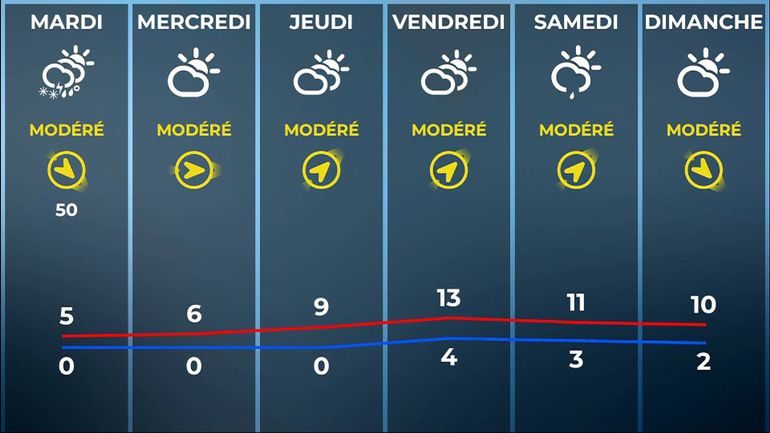 MARDI MERCREDI JEUDI VENDREDI SAMEDI DIMANCHE
MODÉRÉ MODÉRÉ MODÉRÉ MODÉRÉ MODÉRÉ MODÉRÉ
50
5 6 9 13 11 10
0 0 0 4 3 2